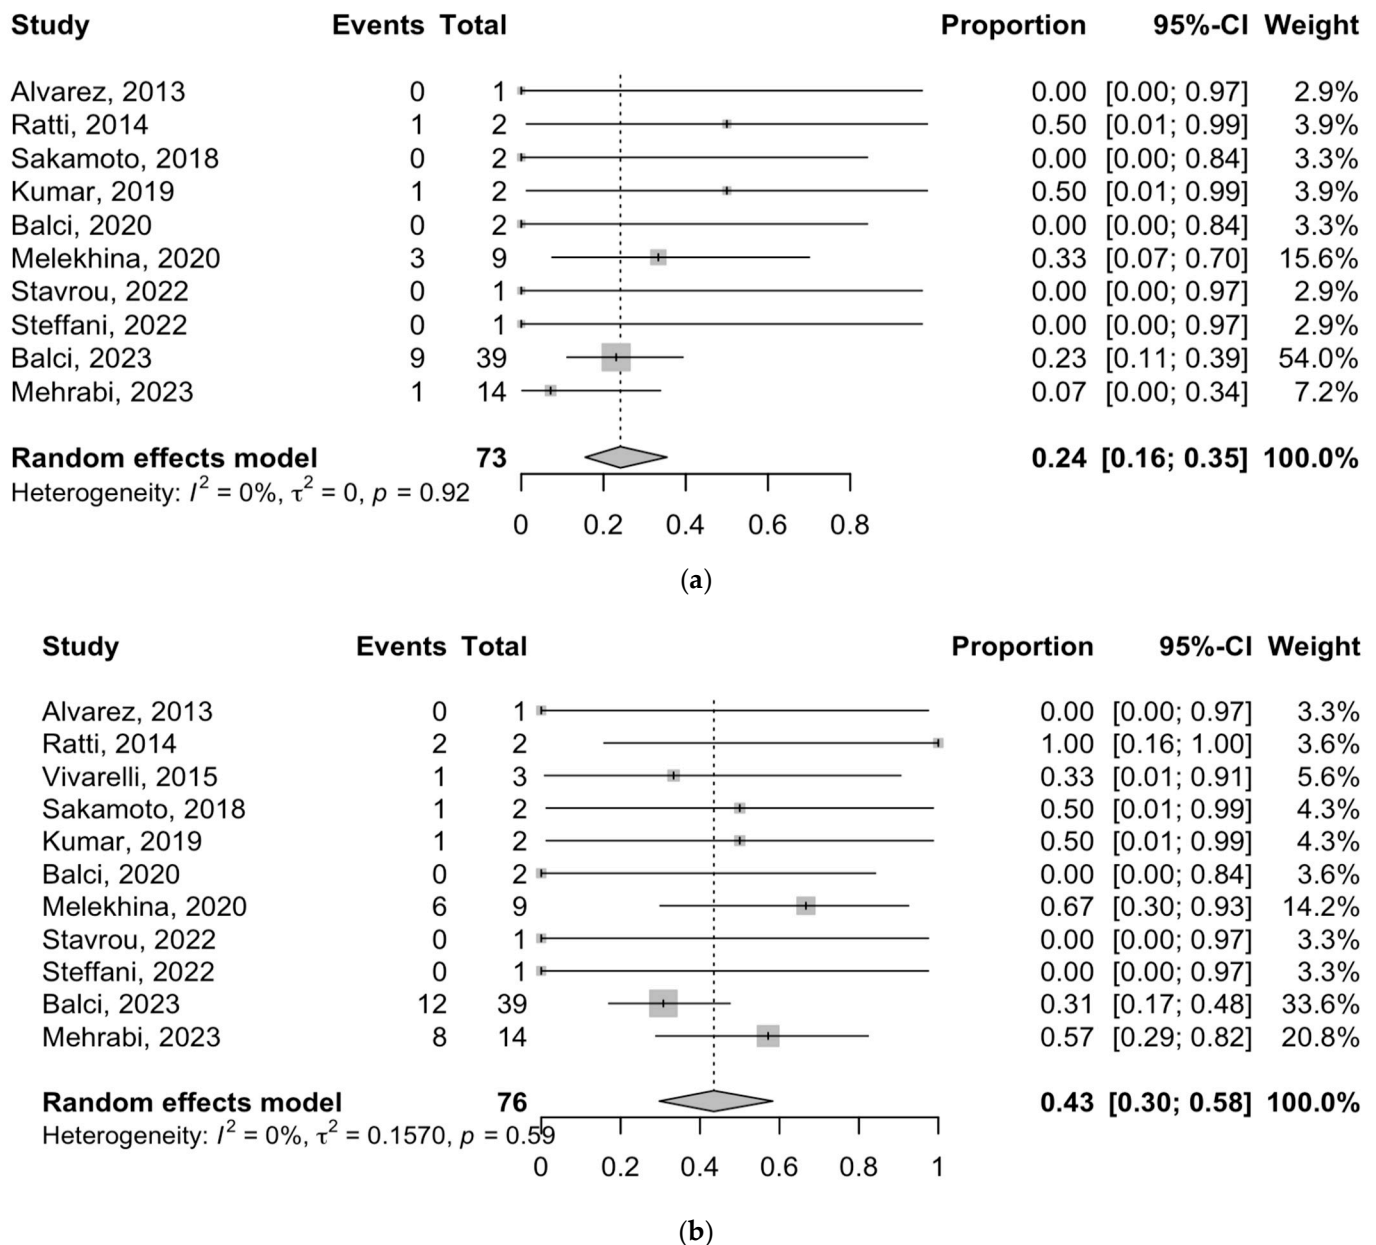 Study Events Total Proportion 95%-CI Weight
Alvarez, 2013 0 1 0.00 [0.00; 0.97] 2.9%
Ratti, 2014 1 2 0.50 [0.01; 0.99] 3.9%
Sakamoto, 2018 0 2 0.00 [0.00; 0.84] 3.3%
Kumar, 2019 1 2 0.50 [0.01; 0.99] 3.9%
Balci, 2020 0 2 0.00 [0.00; 0.84] 3.3%
Melekhina, 2020 3 9 0.33 [0.07; 0.70] 15.6%
Stavrou, 2022 0 1 0.00 [0.00; 0.97] 2.9%
Steffani, 2022 0 1 0.00 [0.00; 0.97] 2.9%
Balci, 2023 9 39 0.23 [0.11; 0.39] 54.0%
Mehrabi, 2023 1 14 0.07 [0.00; 0.34] 7.2%
Random effects model 73 0.24 [0.16; 0.35] 100.0%
Heterogeneity: I² = 0%, τ² = 0, p = 0.92
0 0.2 0.4 0.6 0.8
(a)
Study Events Total Proportion 95%-CI Weight
Alvarez, 2013 0 1 0.00 [0.00; 0.97] 3.3%
Ratti, 2014 2 2 1.00 [0.16; 1.00] 3.6%
Vivarelli, 2015 1 3 0.33 [0.01; 0.91] 5.6%
Sakamoto, 2018 1 2 0.50 [0.01; 0.99] 4.3%
Kumar, 2019 1 2 0.50 [0.01; 0.99] 4.3%
Balci, 2020 0 2 0.00 [0.00; 0.84] 3.6%
Melekhina, 2020 6 9 0.67 [0.30; 0.93] 14.2%
Stavrou, 2022 0 1 0.00 [0.00; 0.97] 3.3%
Steffani, 2022 0 1 0.00 [0.00; 0.97] 3.3%
Balci, 2023 12 39 0.31 [0.17; 0.48] 33.6%
Mehrabi, 2023 8 14 0.57 [0.29; 0.82] 20.8%
Random effects model 76 0.43 [0.30; 0.58] 100.0%
Heterogeneity: I² = 0%, τ² = 0.1570, p = 0.59
0 0.2 0.4 0.6 0.8 1
(b)